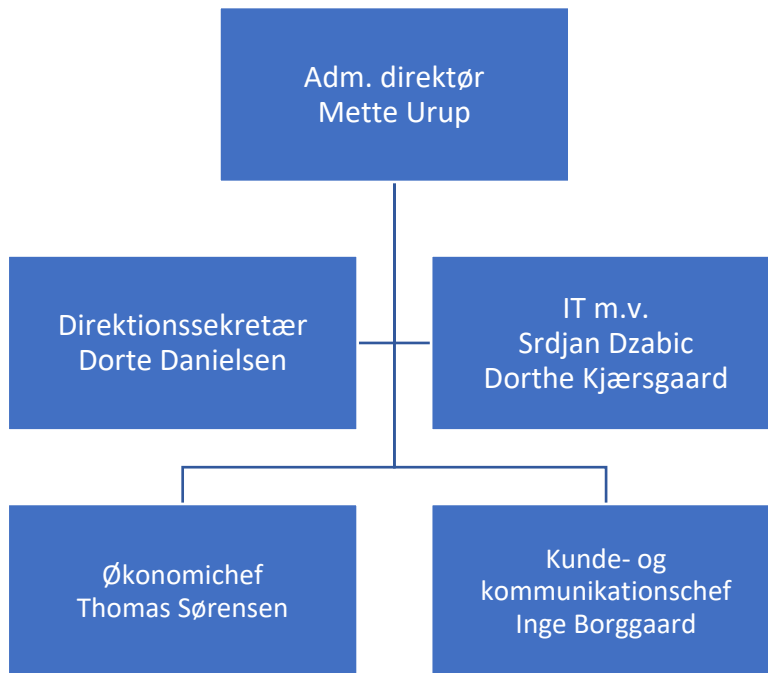 Adm. direktør
Mette Urup
Direktionssekretær
Dorte Danielsen
IT m.v.
Srdjan Dzabic
Dorthe Kjærsgaard
Økonomichef
Thomas Sørensen
Kunde- og
kommunikationschef
Inge Borggaard